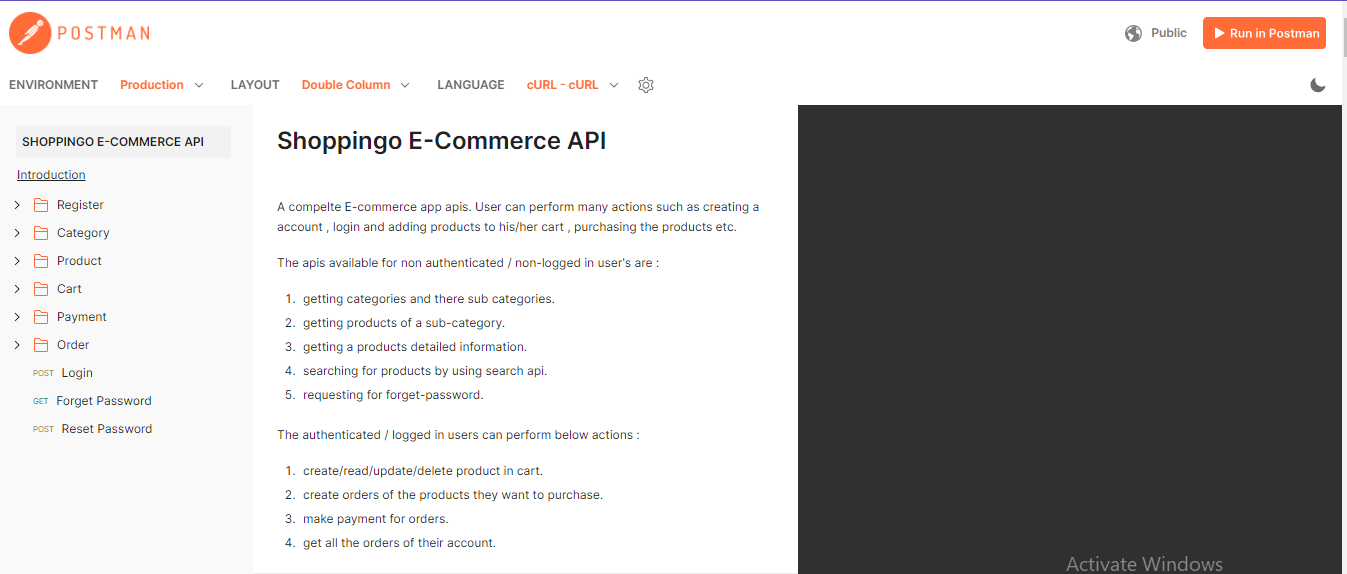 POSTMAN
Public
Run in Postman
ENVIRONMENT Production LAYOUT Double Column LANGUAGE cURL - cURL
SHOPPINGO E-COMMERCE API
Introduction
Register
Category
Product
Cart
Payment
Order
POST Login
GET Forget Password
POST Reset Password
Shoppingo E-Commerce API
A compelte E-commerce app apis. User can perform many actions such as creating a
account , login and adding products to his/her cart , purchasing the products etc.
The apis available for non authenticated / non-logged in user's are :
1. getting categories and there sub categories.
2. getting products of a sub-category.
3. getting a products detailed information.
4. searching for products by using search api.
5. requesting for forget-password.
The authenticated / logged in users can perform below actions :
1. create/read/update/delete product in cart.
2. create orders of the products they want to purchase.
3. make payment for orders.
4. get all the orders of their account.
Activate Windows